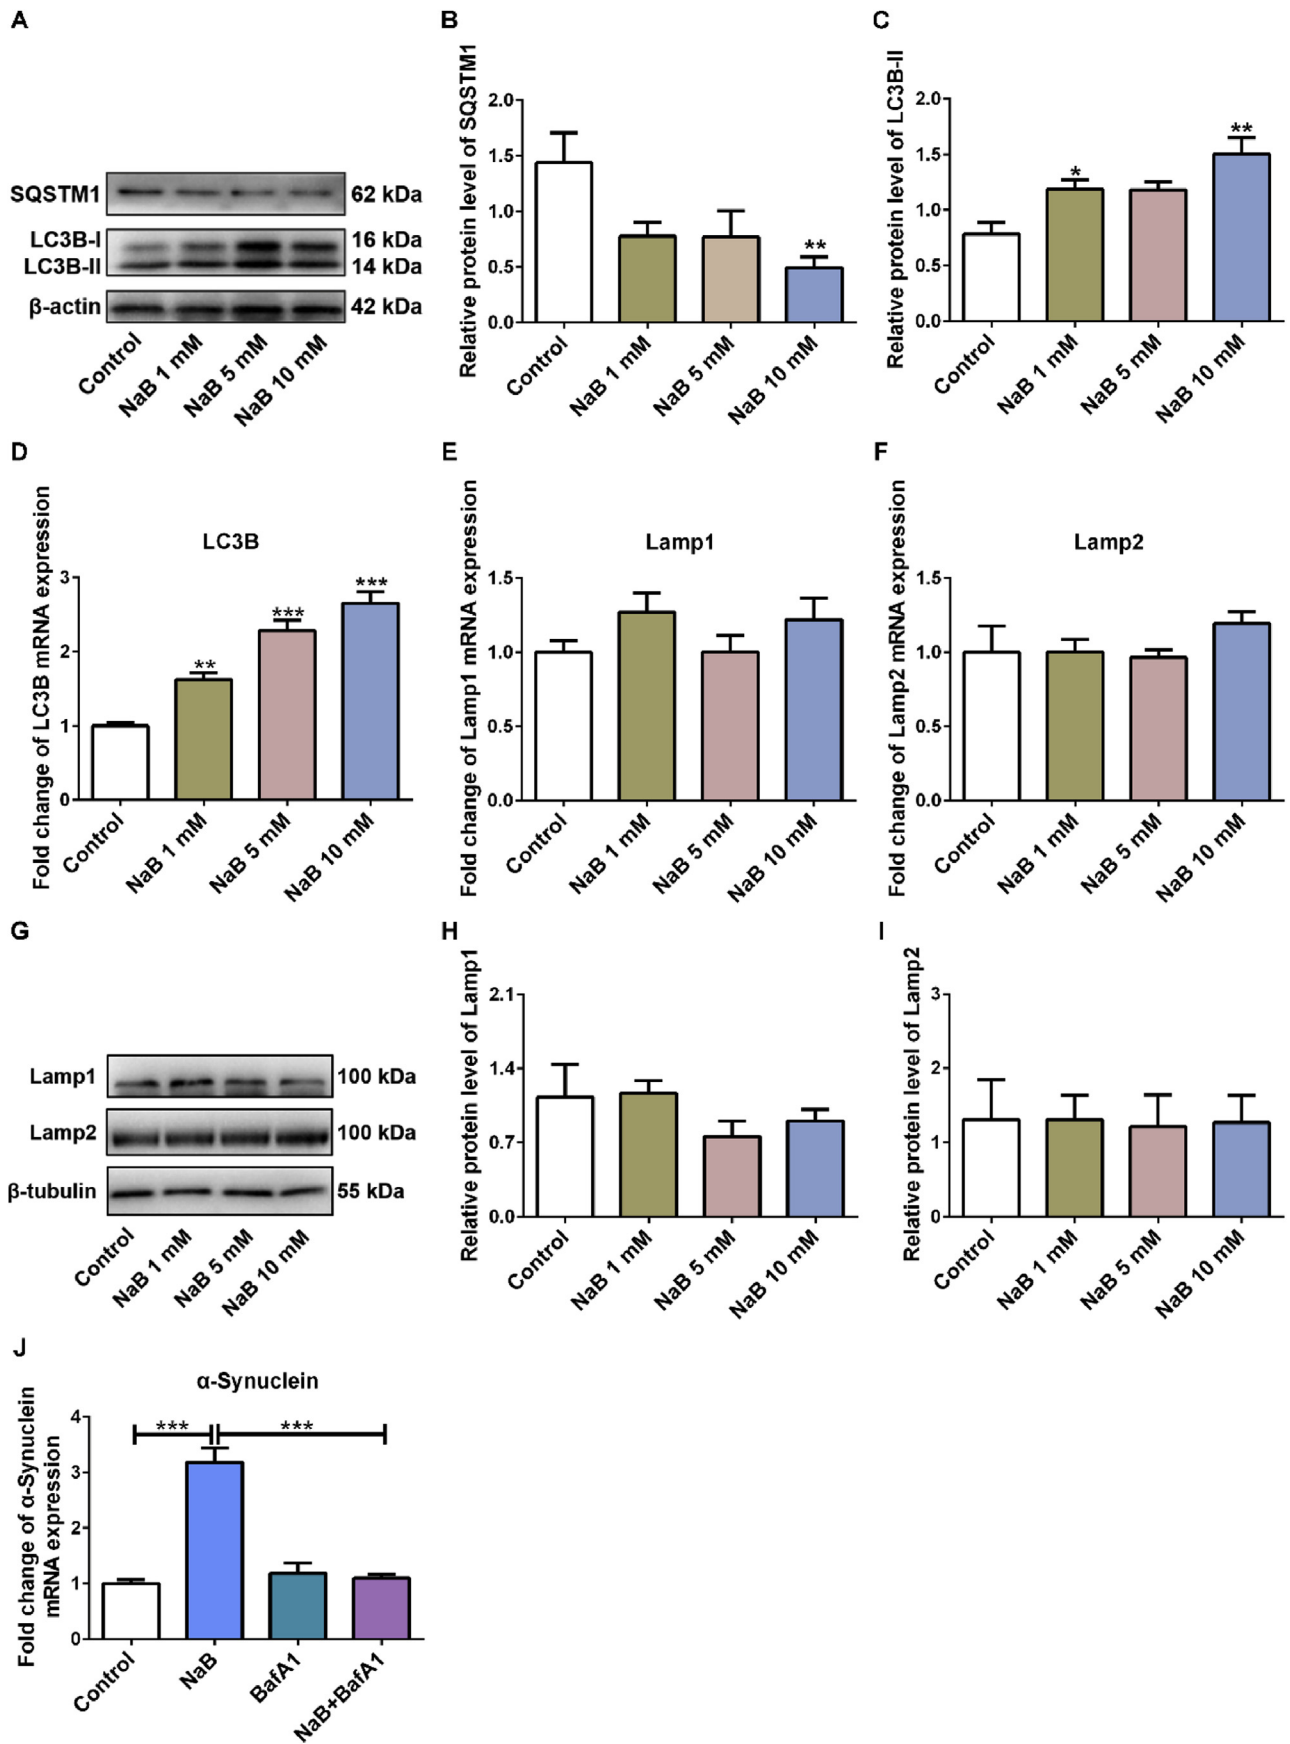 A
SQSTM1
62 kDa
LC3B-I
16 kDa
LC3B-II
14 kDa
β-actin
42 kDa
Control
NaB 1 mM
NaB 5 mM
NaB 10 mM
B
Relative protein level of SQSTM1
2.0
1.5
1.0
0.5
0.0
**
Control
NaB 1 mM
NaB 5 mM
NaB 10 mM
C
Relative protein level of LC3B-II
2.0
1.5
1.0
0.5
0.0
*
**
Control
NaB 1 mM
NaB 5 mM
NaB 10 mM
D
LC3B
Fold change of LC3B mRNA expression
3
2
1
0
**
***
***
Control
NaB 1 mM
NaB 5 mM
NaB 10 mM
E
Lamp1
Fold change of Lamp1 mRNA expression
1.5
1.0
0.5
0.0
Control
NaB 1 mM
NaB 5 mM
NaB 10 mM
F
Lamp2
Fold change of Lamp2 mRNA expression
1.5
1.0
0.5
0.0
Control
NaB 1 mM
NaB 5 mM
NaB 10 mM
G
Lamp1
100 kDa
Lamp2
100 kDa
β-tubulin
55 kDa
Control
NaB 1 mM
NaB 5 mM
NaB 10 mM
H
Relative protein level of Lamp1
2.1
1.4
0.7
0.0
Control
NaB 1 mM
NaB 5 mM
NaB 10 mM
I
Relative protein level of Lamp2
3
2
1
0
Control
NaB 1 mM
NaB 5 mM
NaB 10 mM
J
α-Synuclein
Fold change of α-Synuclein
mRNA expression
4
3
2
1
0
***
***
Control
NaB
BafA1
NaB+BafA1